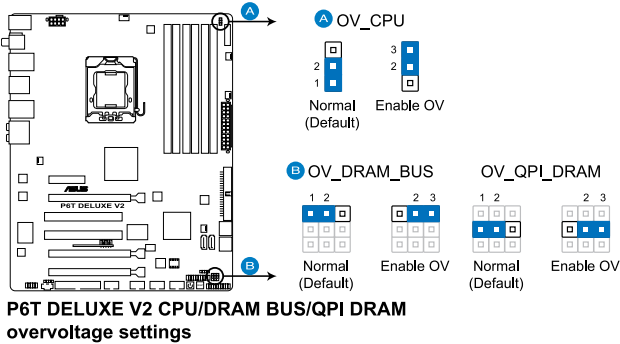 A
A OV_CPU
2
1
3
2
Normal
(Default)
Enable OV
B OV_DRAM_BUS
OV_QPI_DRAM
1 2
2 3
1 2
2 3
Normal
(Default)
Enable OV
Normal
(Default)
Enable OV
ASUS
P6T DELUXE V2
B
P6T DELUXE V2 CPU/DRAM BUS/QPI DRAM
overvoltage settings